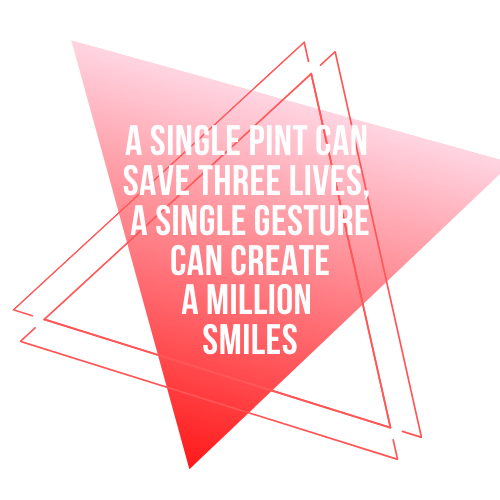 A SINGLE PINT CAN
SAVE THREE LIVES,
A SINGLE GESTURE
CAN CREATE
A MILLION
SMILES